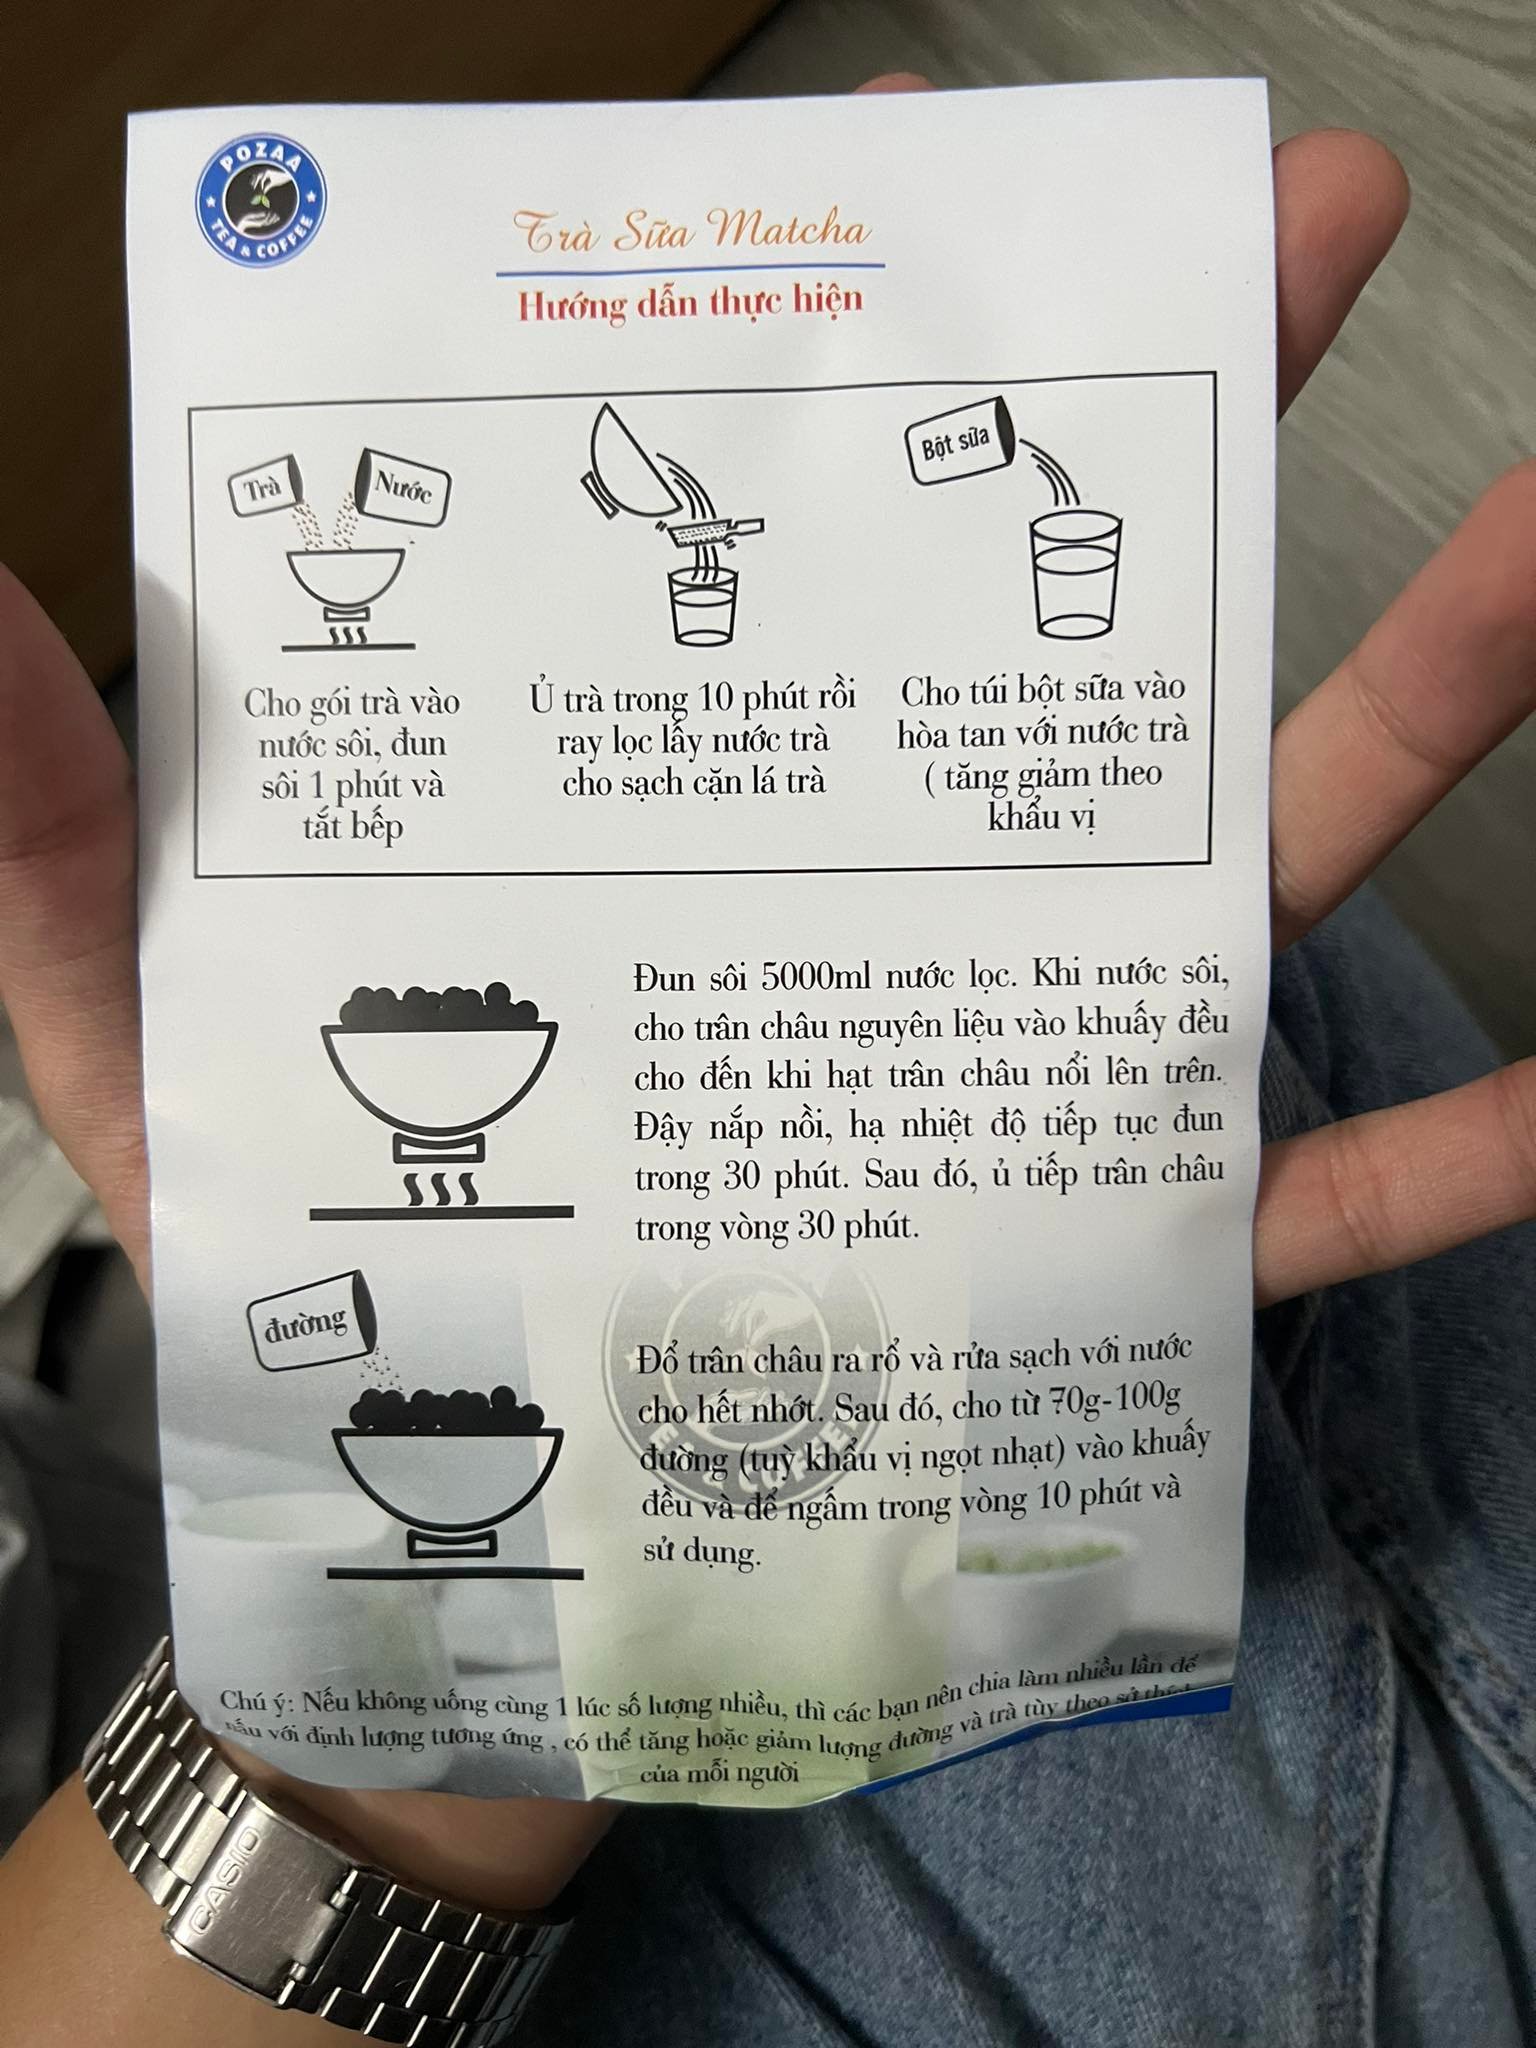 POZAA
TEA & COFFEE
Trà Sữa Matcha
Hướng dẫn thực hiện
Trà
Nước
Bột sữa
Cho gói trà vào
nước sôi, đun
sôi 1 phút và
tắt bếp
Ủ trà trong 10 phút rồi
ray lọc lấy nước trà
cho sạch cặn lá trà
Cho túi bột sữa vào
hòa tan với nước trà
( tăng giảm theo
khẩu vị
Đun sôi 5000ml nước lọc. Khi nước sôi,
cho trân châu nguyên liệu vào khuấy đều
cho đến khi hạt trân châu nổi lên trên.
Đậy nắp nồi, hạ nhiệt độ tiếp tục đun
trong 30 phút. Sau đó, ủ tiếp trân châu
trong vòng 30 phút.
đường
Đổ trân châu ra rổ và rửa sạch với nước
cho hết nhớt. Sau đó, cho từ 70g-100g
đường (tuỳ khẩu vị ngọt nhạt) vào khuấy
đều và để ngấm trong vòng 10 phút và
sử dụng.
Chú ý: Nếu không uống cùng 1 lúc số lượng nhiều, thì các bạn nên chia làm nhiều lần để
nấu với định lượng tương ứng , có thể tăng hoặc giảm lượng đường và trà tùy theo sở thích
của mỗi người
CASIO